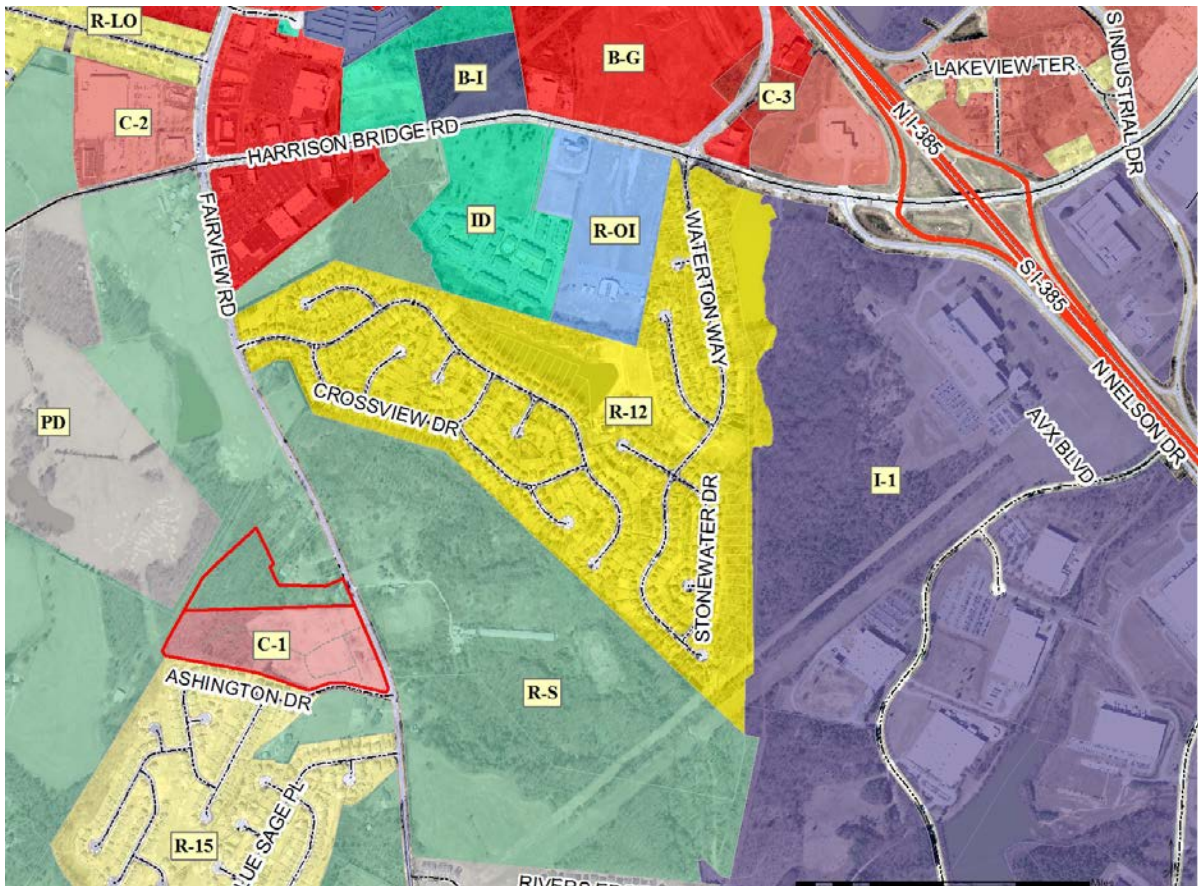 R-LO
B-G
S INDUSTRIAL DR
LAKEVIEW TER
B-I
C-3
C-2
N I-385
HARRISON BRIDGE RD
FAIRVIEW RD
ID
R-OI
WATERTON WAY
S I-385
N NELSON DR
CROSSVIEW DR
R-12
PD
AVX BLVD
I-1
STONEWATER DR
C-1
ASHINGTON DR
R-S
R-15
LUE SAGE PL